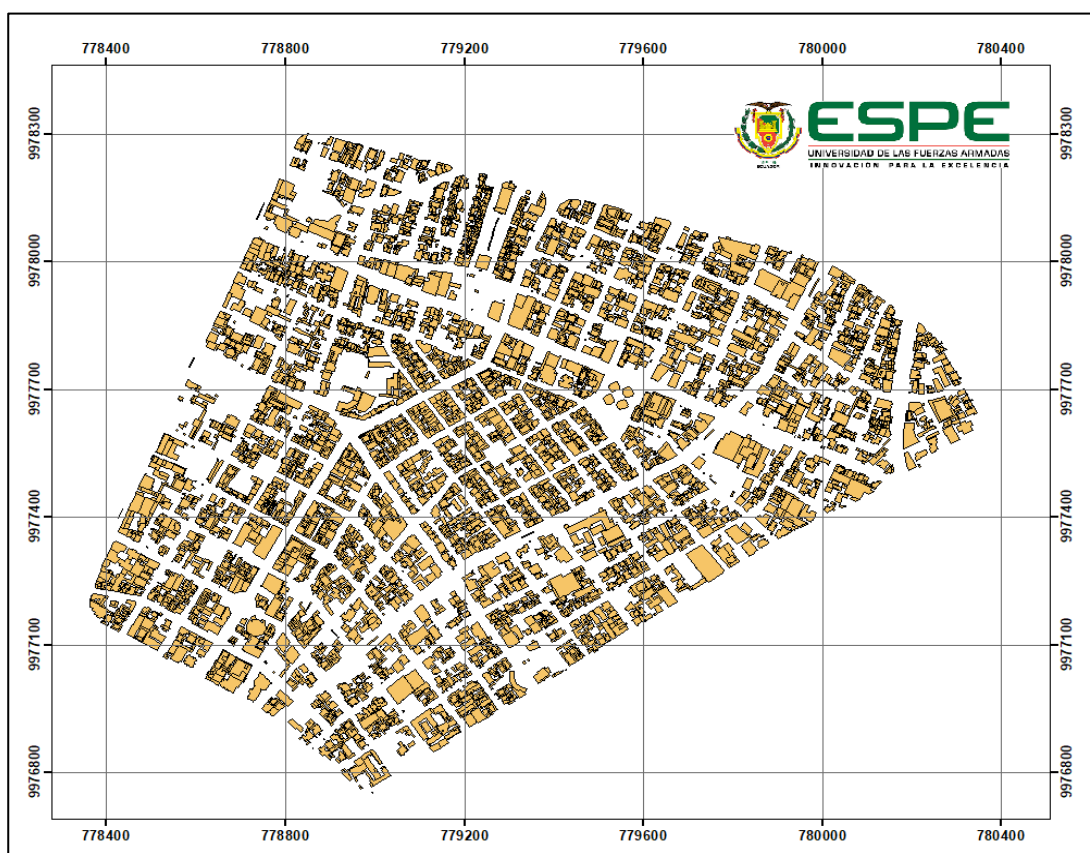 778400 778800 779200 779600 780000 780400
ESPE
UNIVERSIDAD DE LAS FUERZAS ARMADAS
INNOVACIÓN PARA LA EXCELENCIA
ECUADOR
9978300 9978300
9978000 9978000
9977700 9977700
9977400 9977400
9977100 9977100
9976800 9976800
778400 778800 779200 779600 780000 780400